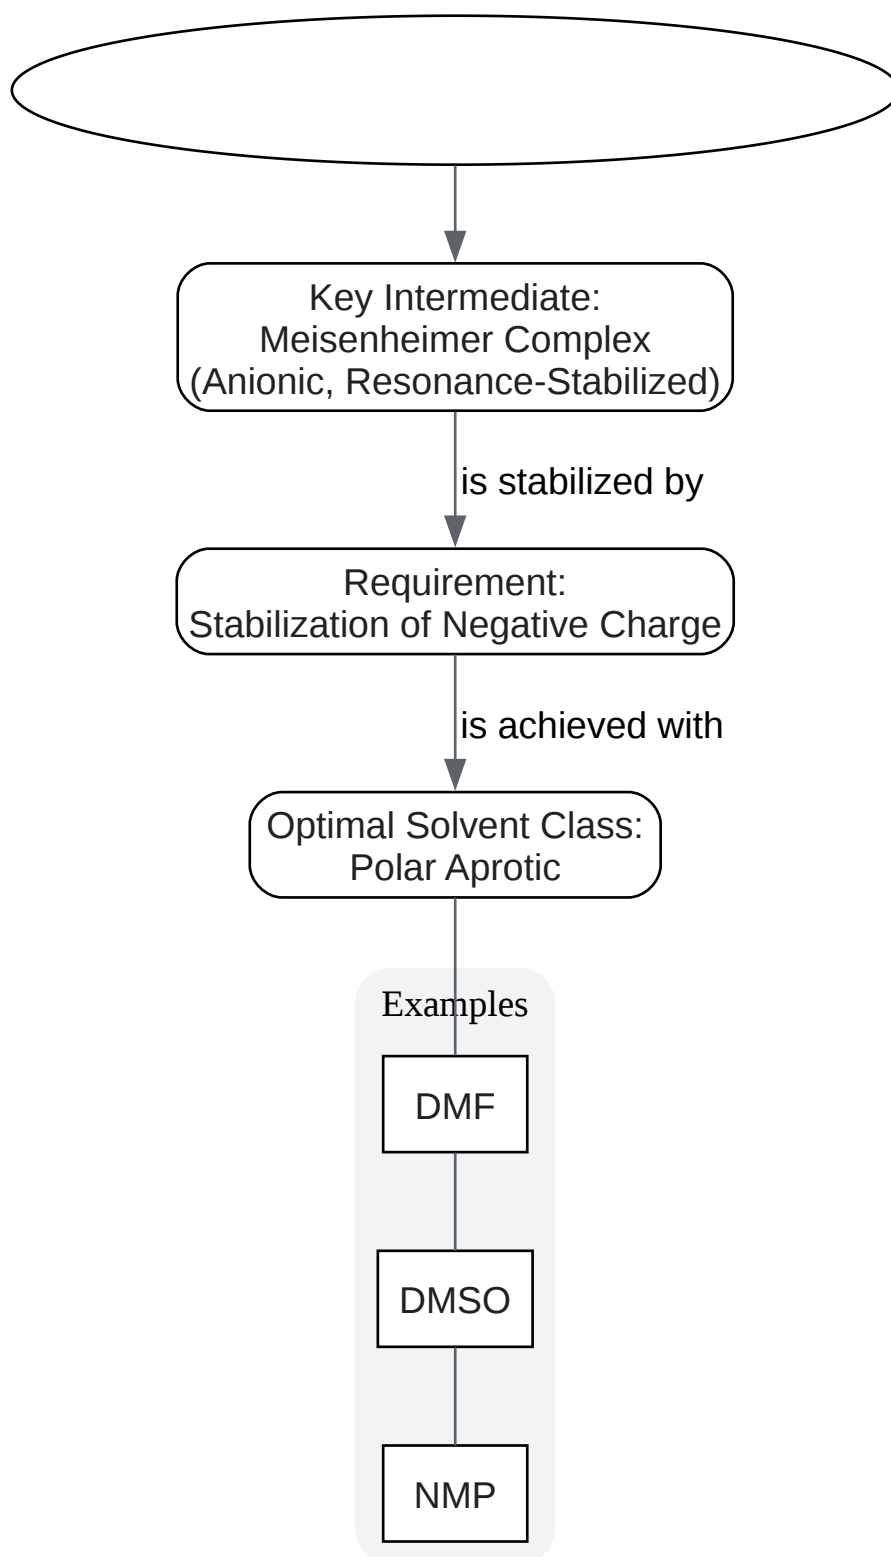 Key Intermediate:
Meisenheimer Complex
(Anionic, Resonance-Stabilized)
is stabilized by
Requirement:
Stabilization of Negative Charge
is achieved with
Optimal Solvent Class:
Polar Aprotic
Examples
DMF
DMSO
NMP